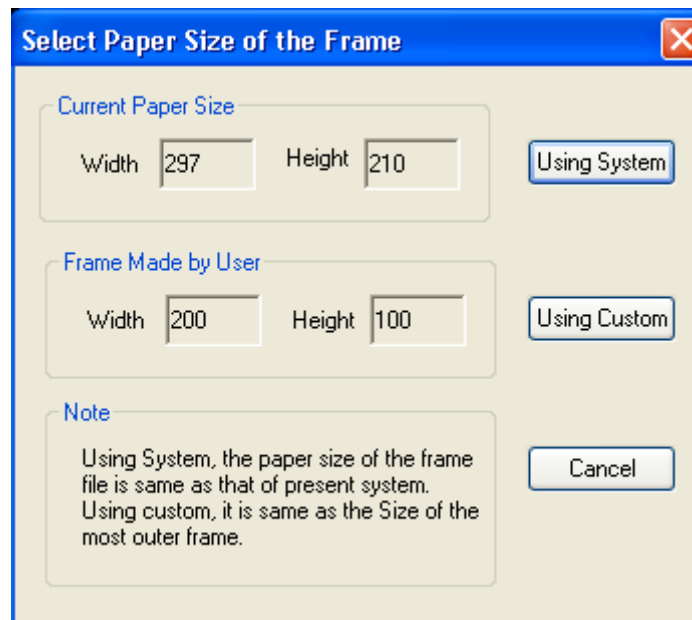 Select Paper Size of the Frame
Current Paper Size
Width 297 Height 210 Using System
Frame Made by User
Width 200 Height 100 Using Custom
Note
Using System, the paper size of the frame
file is same as that of present system.
Using custom, it is same as the Size of the
most outer frame.
Cancel